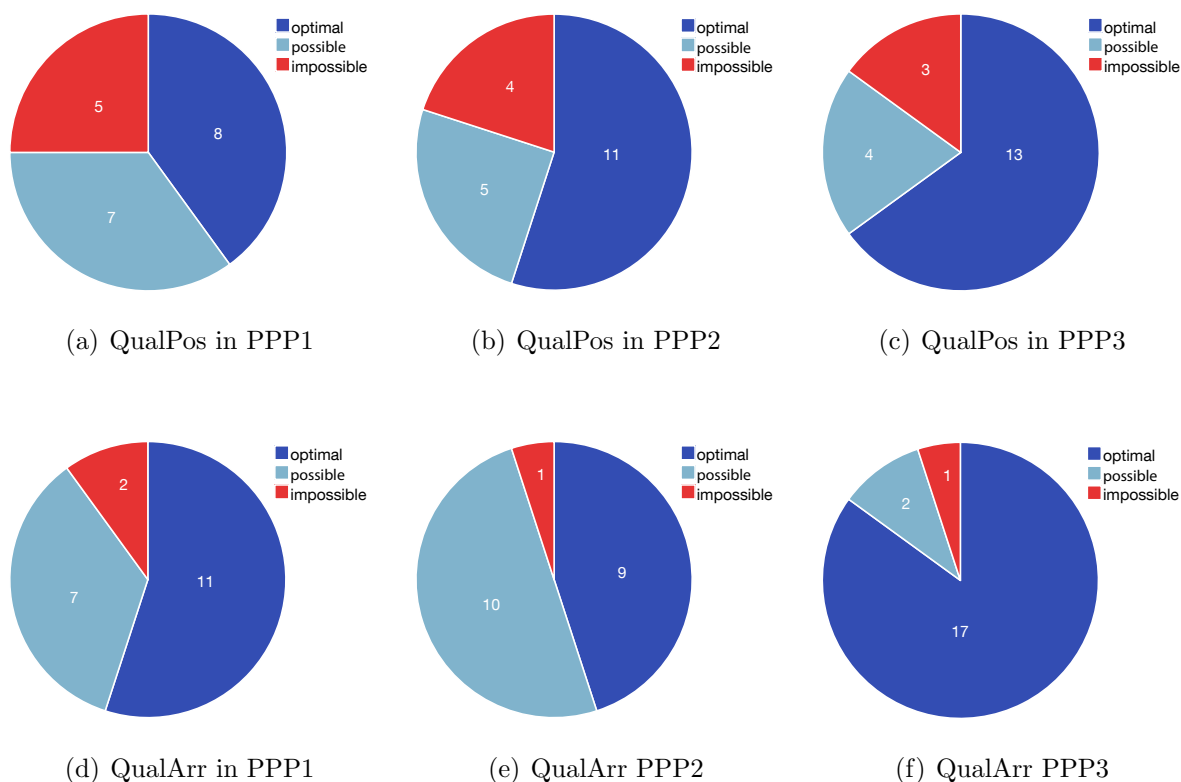 optimal
possible
impossible
5
8
7
(a) QualPos in PPP1
optimal
possible
impossible
4
11
5
(b) QualPos in PPP2
optimal
possible
impossible
3
4
13
(c) QualPos in PPP3
optimal
possible
impossible
2
11
7
(d) QualArr in PPP1
optimal
possible
impossible
1
9
10
(e) QualArr PPP2
optimal
possible
impossible
1
2
17
(f) QualArr PPP3